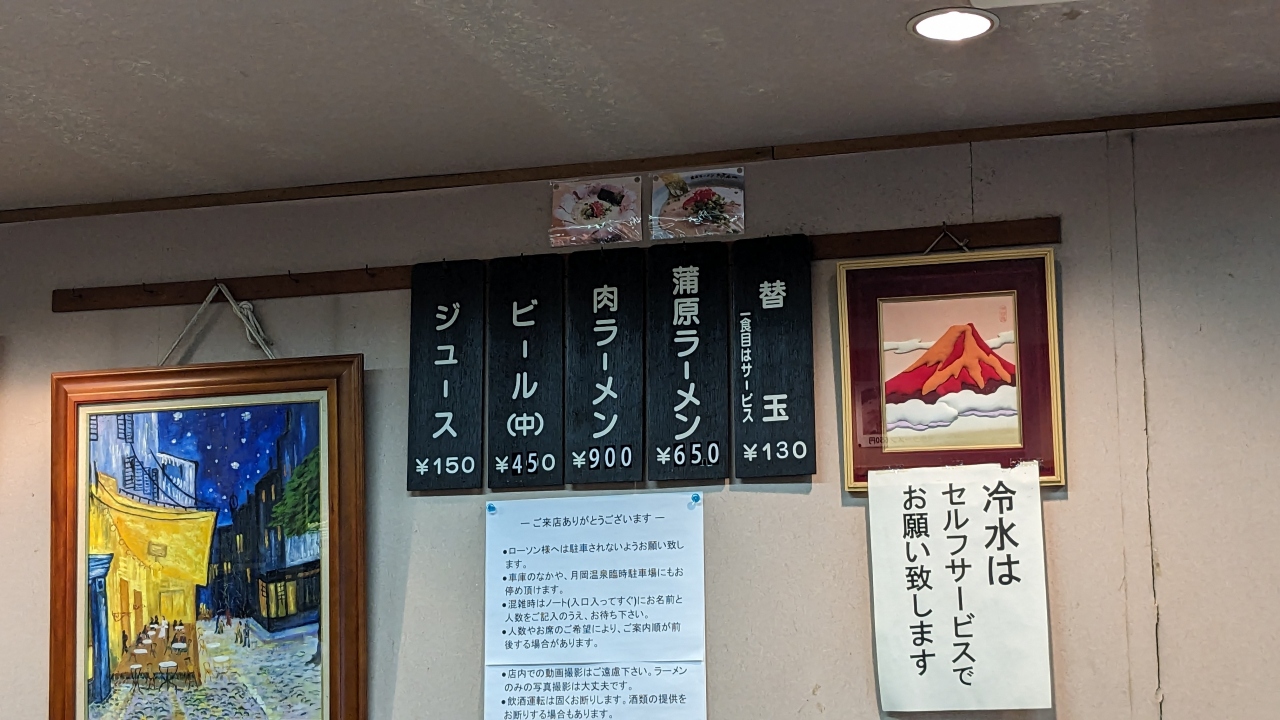 替玉
一食目はサービス
¥130
蒲原ラーメン
¥650
肉ラーメン
¥900
ビール(中)
¥450
ジュース
¥150
― ご来店ありがとうございます ―
●ローソン様へは駐車されないようお願い致し
ます。
●車庫のなかや、月岡温泉臨時駐車場にもお
停め頂けます。
●混雑時はノート(入口入ってすぐ)にお名前と
人数をご記入のうえ、お待ち下さい。
●人数やお席のご希望により、ご案内順が前
後する場合があります。
●店内での動画撮影はご遠慮下さい。ラーメン
のみの写真撮影は大丈夫です。
●飲酒運転は固くお断りします。酒類の提供を
お断りする場合もあります。
冷水は
セルフサービスで
お願い致します